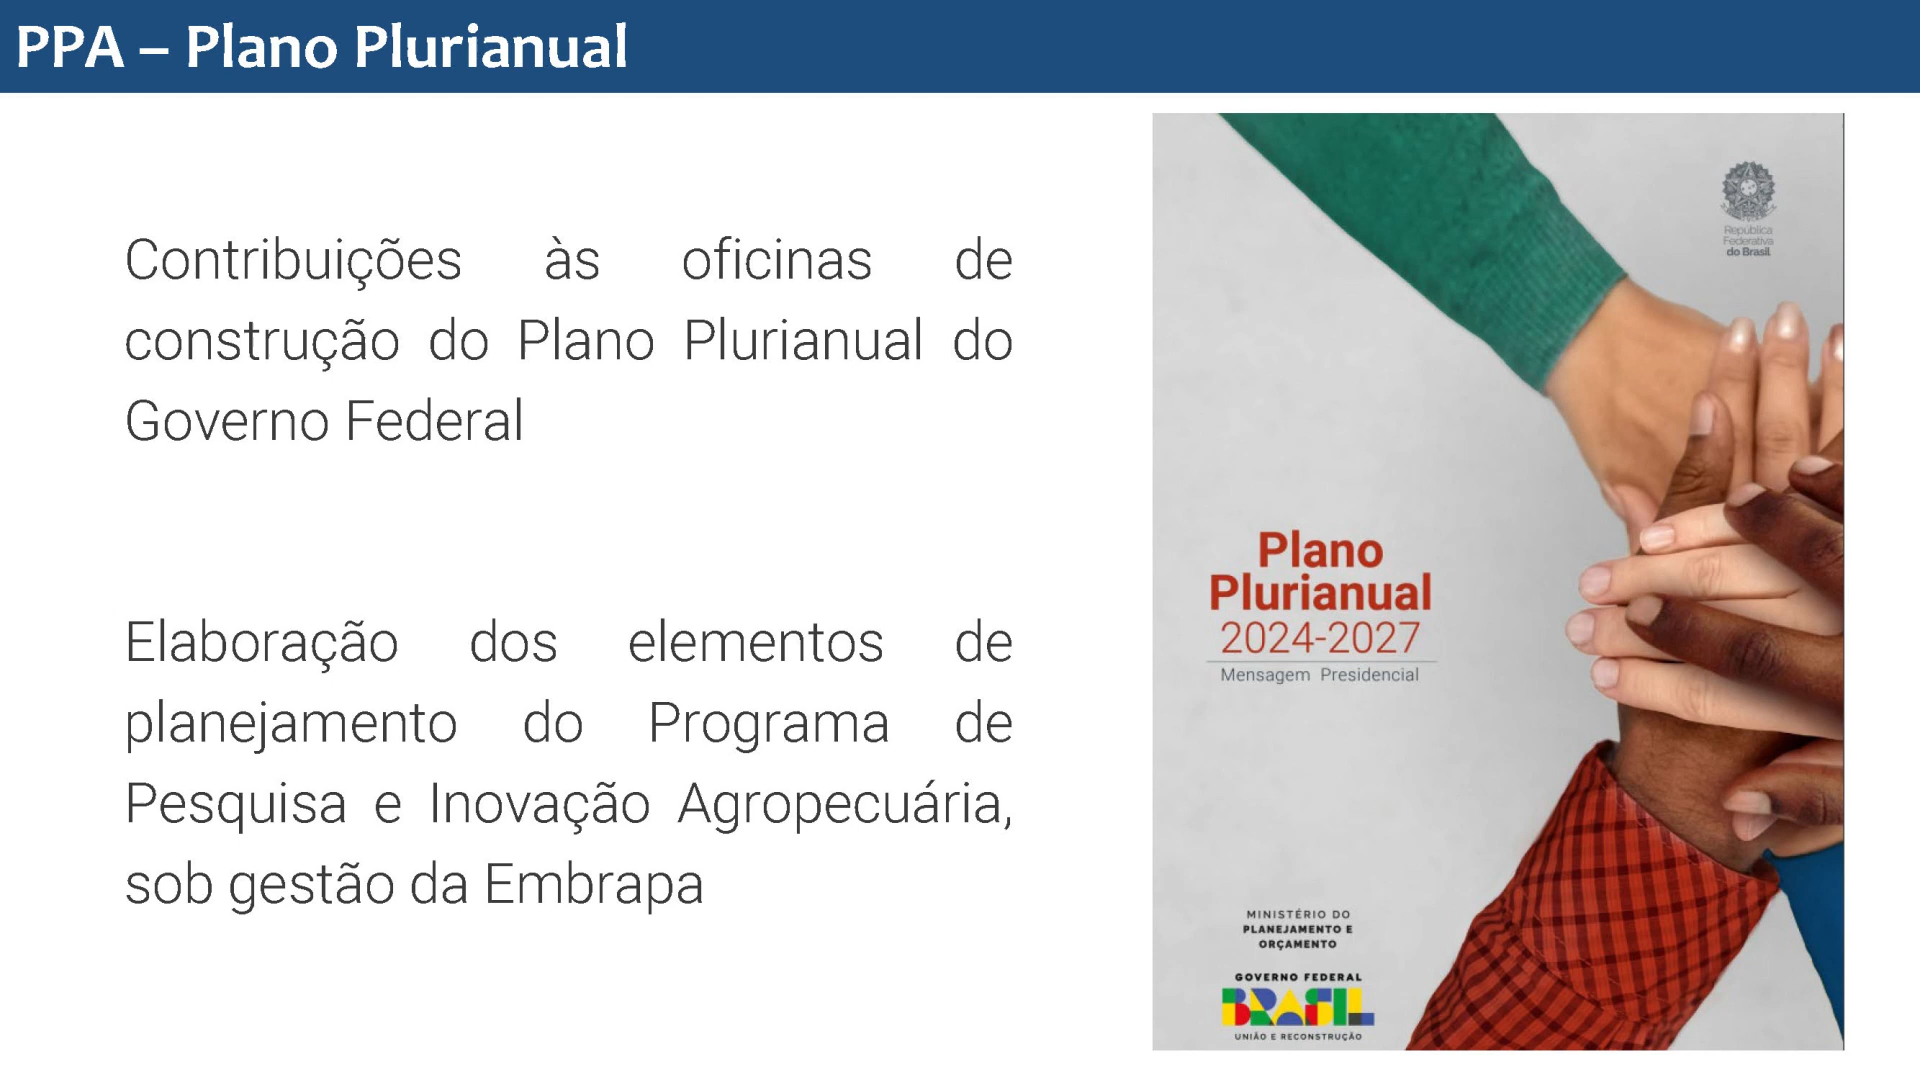 PPA – Plano Plurianual
Contribuições às oficinas de
construção do Plano Plurianual do
Governo Federal
Elaboração dos elementos de
planejamento do Programa de
Pesquisa e Inovação Agropecuária,
sob gestão da Embrapa
República
Federativa
do Brasil
Plano
Plurianual
2024-2027
Mensagem Presidencial
MINISTÉRIO DO
PLANEJAMENTO E
ORÇAMENTO
GOVERNO FEDERAL
BRASIL
UNIÃO E RECONSTRUÇÃO